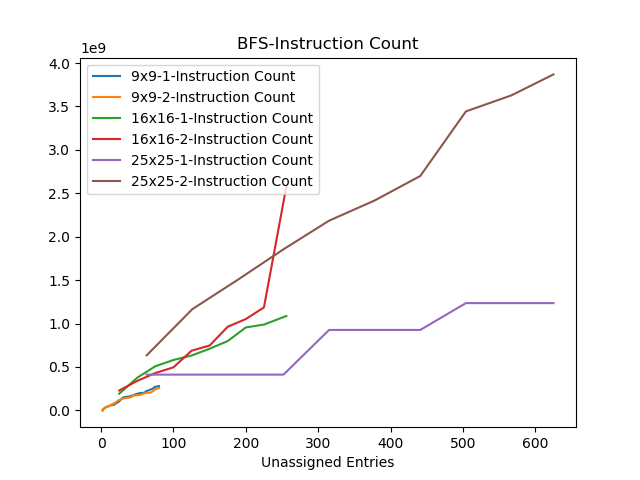 BFS-Instruction Count
1e9
4.0
3.5
3.0
2.5
2.0
1.5
1.0
0.5
0.0
9x9-1-Instruction Count
9x9-2-Instruction Count
16x16-1-Instruction Count
16x16-2-Instruction Count
25x25-1-Instruction Count
25x25-2-Instruction Count
0 100 200 300 400 500 600
Unassigned Entries